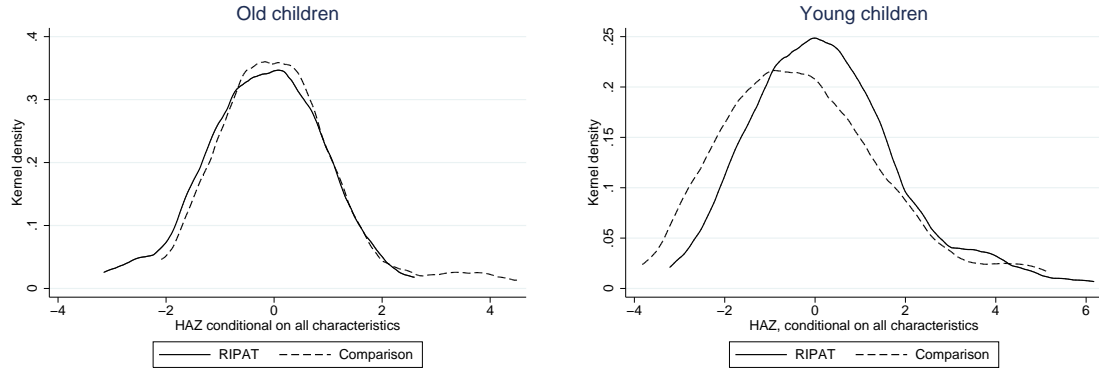 Old children
Kernel density
.4
.3
.2
.1
0
−4
−2
0
2
4
HAZ conditional on all characteristics
RIPAT
Comparison
Young children
Kernel density
.25
.2
.15
.1
.05
0
−4
−2
0
2
4
6
HAZ, conditional on all characteristics
RIPAT
Comparison